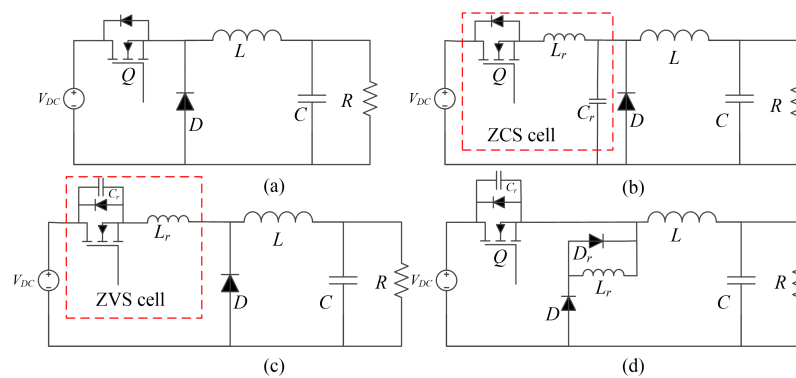 V_DC
Q
D
L
C
R
(a)
V_DC
Q
L_r
C_r
ZCS cell
D
L
C
R
(b)
V_DC
C_r
L_r
ZVS cell
D
L
C
R
(c)
V_DC
C_r
Q
D_r
L_r
D
L
C
R
(d)